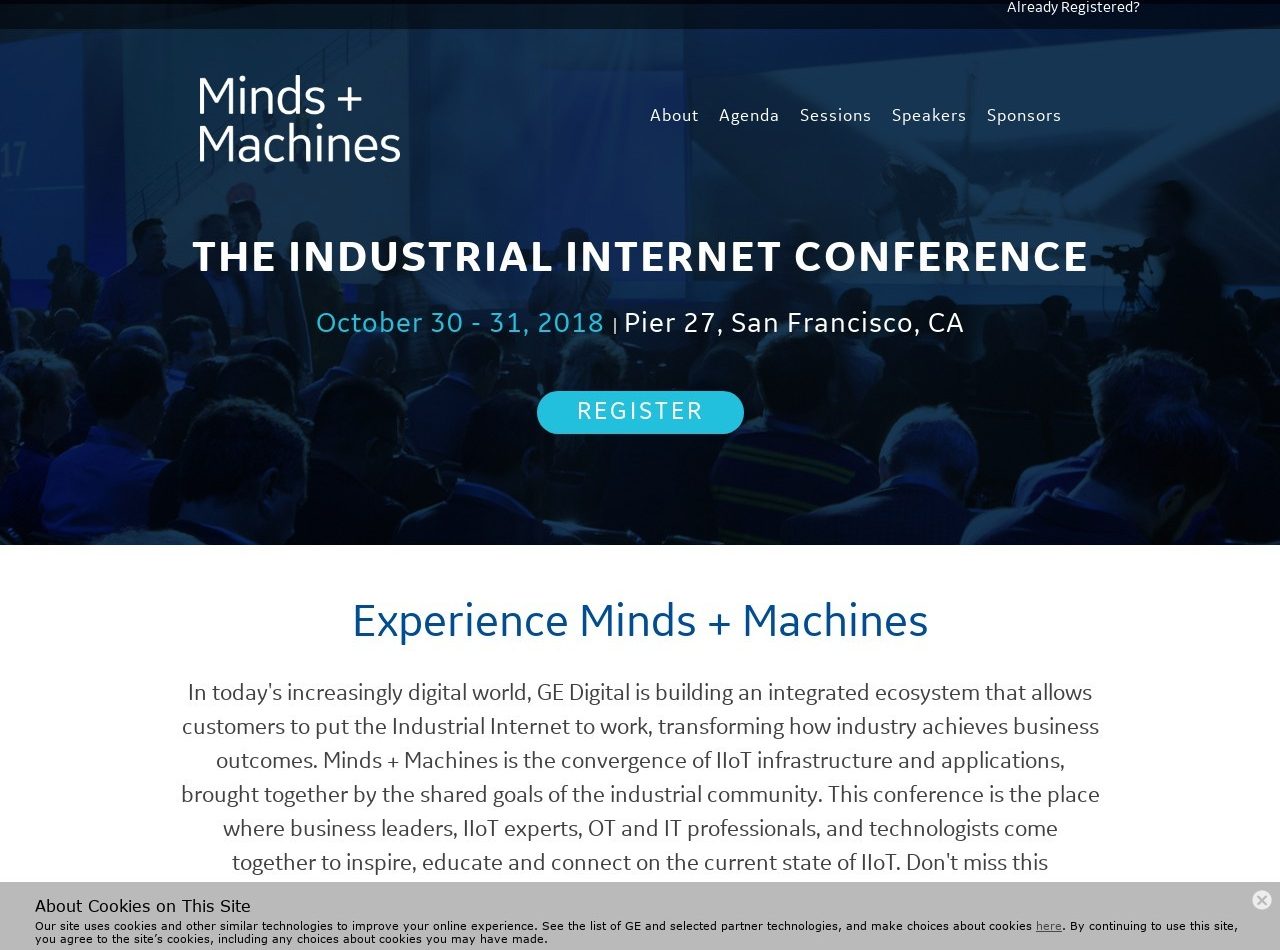 Already Registered?
Minds +
Machines
About Agenda Sessions Speakers Sponsors
17
THE INDUSTRIAL INTERNET CONFERENCE
October 30 - 31, 2018 | Pier 27, San Francisco, CA
REGISTER
Experience Minds + Machines
In today's increasingly digital world, GE Digital is building an integrated ecosystem that allows
customers to put the Industrial Internet to work, transforming how industry achieves business
outcomes. Minds + Machines is the convergence of IIoT infrastructure and applications,
brought together by the shared goals of the industrial community. This conference is the place
where business leaders, IIoT experts, OT and IT professionals, and technologists come
together to inspire, educate and connect on the current state of IIoT. Don't miss this
About Cookies on This Site
Our site uses cookies and other similar technologies to improve your online experience. See the list of GE and selected partner technologies, and make choices about cookies here. By continuing to use this site,
you agree to the site’s cookies, including any choices about cookies you may have made.